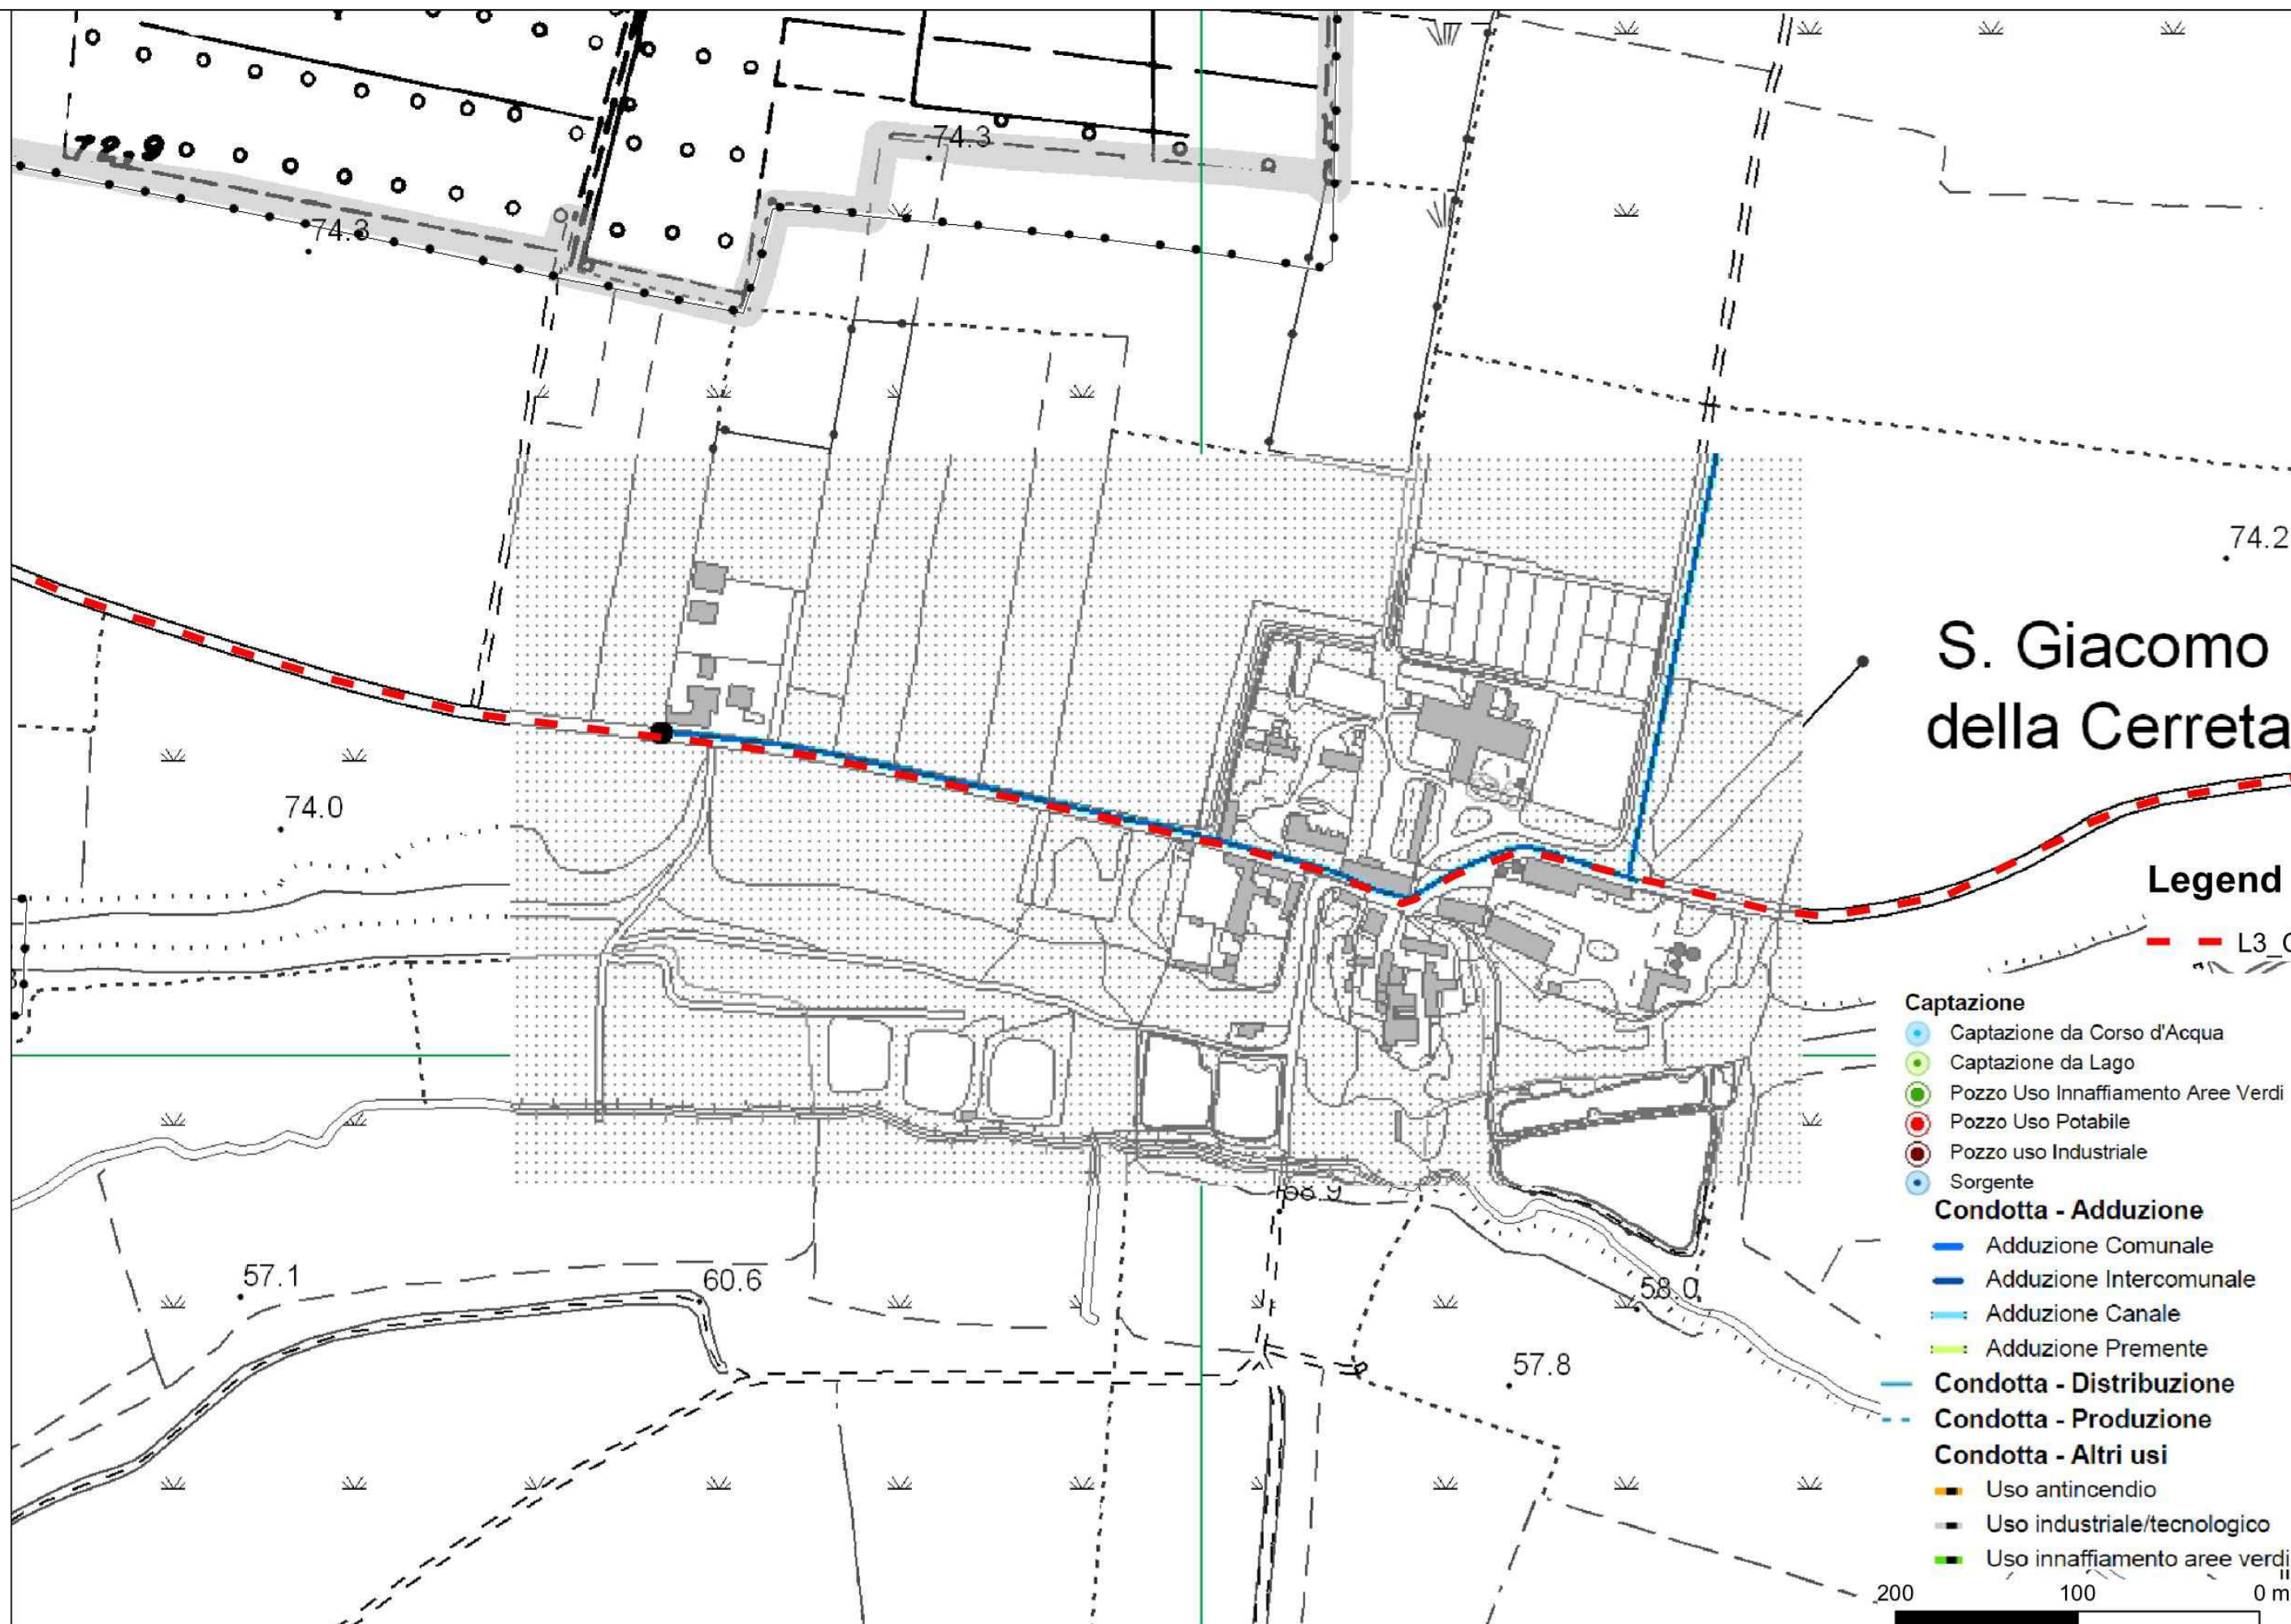 72,9
74.3
74.3
74.2
S. Giacomo
della Cerreta
74.0
Legend
Captazione
Captazione da Corso d'Acqua
Captazione da Lago
Pozzo Uso Innaffiamento Aree Verdi
Pozzo Uso Potabile
Pozzo uso Industriale
Sorgente
Condotta - Adduzione
Adduzione Comunale
Adduzione Intercomunale
Adduzione Canale
Adduzione Premente
Condotta - Distribuzione
Condotta - Produzione
Condotta - Altri usi
Uso antincendio
Uso industriale/tecnologico
Uso innaffiamento aree verdi
57.1
60.6
58.0
57.8
200 100 0 m